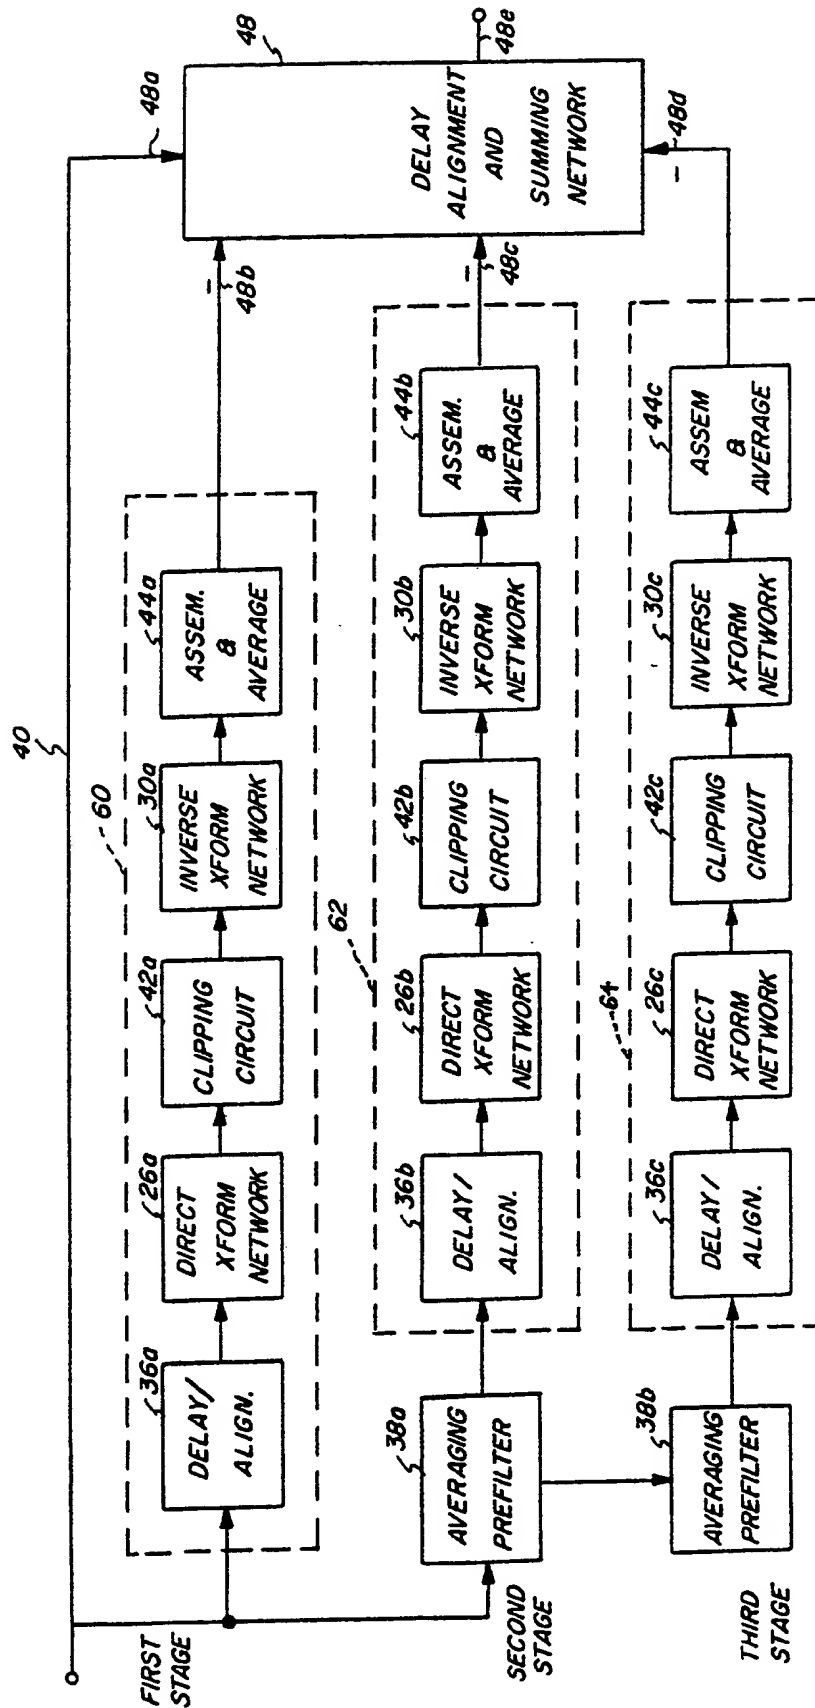 40
48a
48
60
FIRST
STAGE
36a
DELAY/
ALIGN.
26a
DIRECT
XFORM
NETWORK
42a
CLIPPING
CIRCUIT
30a
INVERSE
XFORM
NETWORK
44a
ASSEM.
&
AVERAGE
48b
DELAY
ALIGNMENT
AND
SUMMING
NETWORK
48e
62
SECOND
STAGE
38a
AVERAGING
PREFILTER
36b
DELAY/
ALIGN.
26b
DIRECT
XFORM
NETWORK
42b
CLIPPING
CIRCUIT
30b
INVERSE
XFORM
NETWORK
44b
ASSEM.
&
AVERAGE
48c
64
THIRD
STAGE
38b
AVERAGING
PREFILTER
36c
DELAY/
ALIGN.
26c
DIRECT
XFORM
NETWORK
42c
CLIPPING
CIRCUIT
30c
INVERSE
XFORM
NETWORK
44c
ASSEM
&
AVERAGE
48d